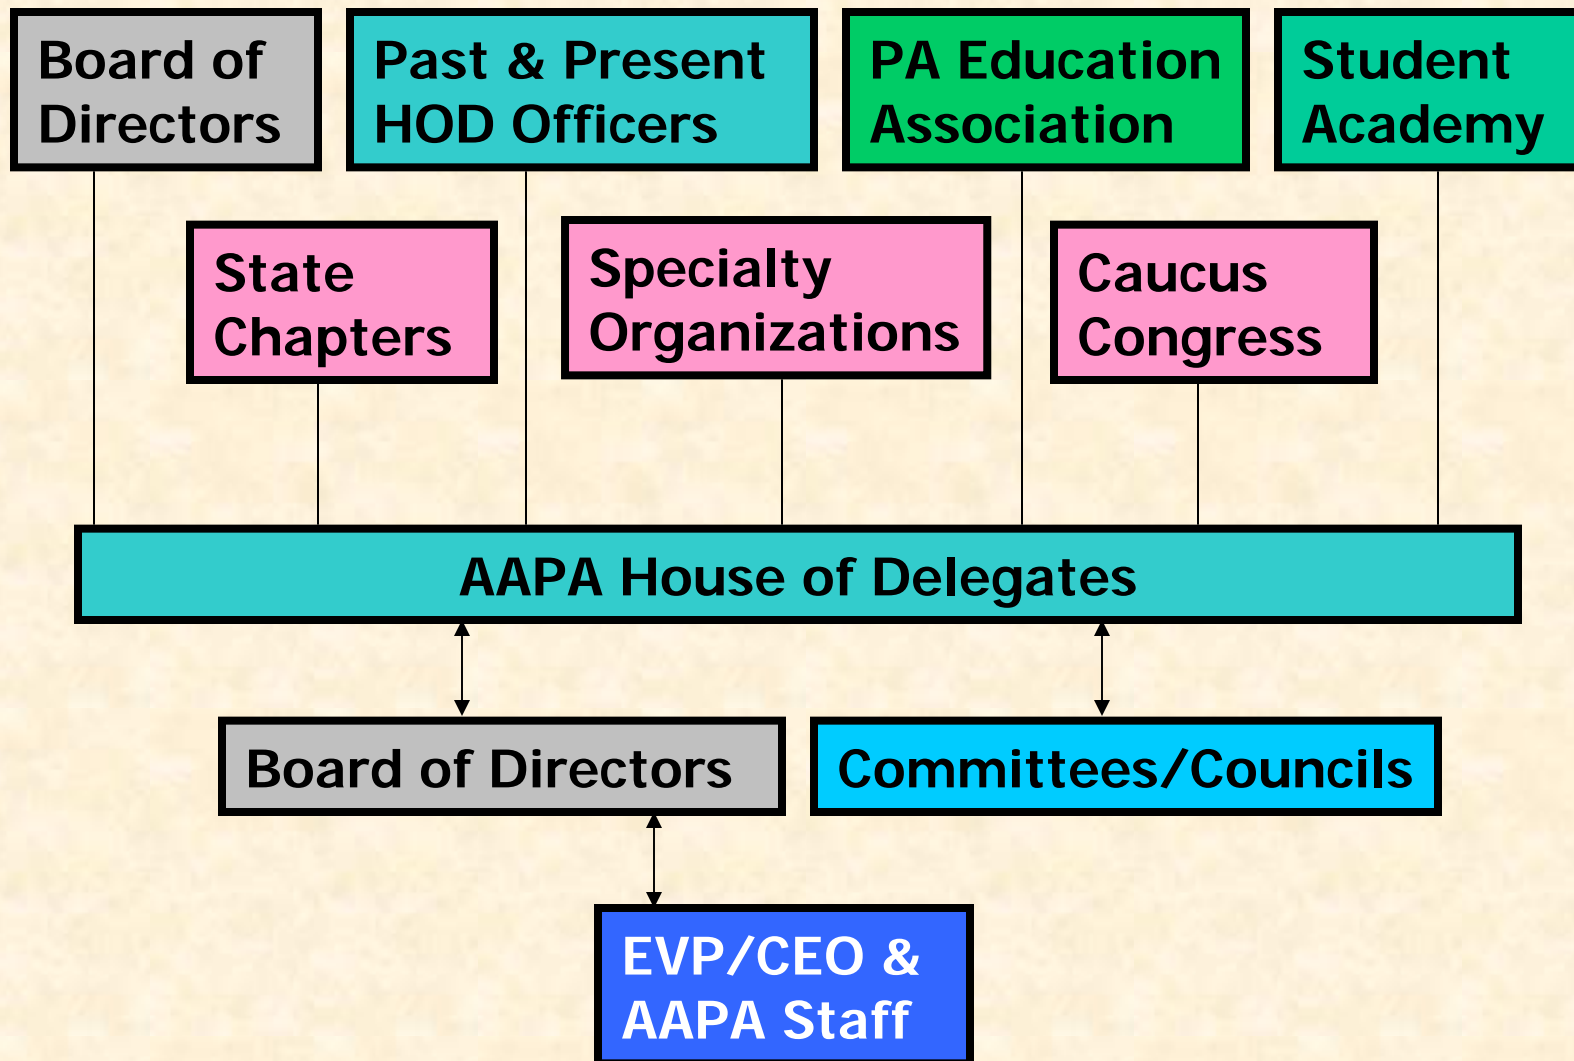 Board of
Directors
Past & Present
HOD Officers
PA Education
Association
Student
Academy
State
Chapters
Specialty
Organizations
Caucus
Congress
AAPA House of Delegates
Board of Directors
Committees/Councils
EVP/CEO &
AAPA Staff